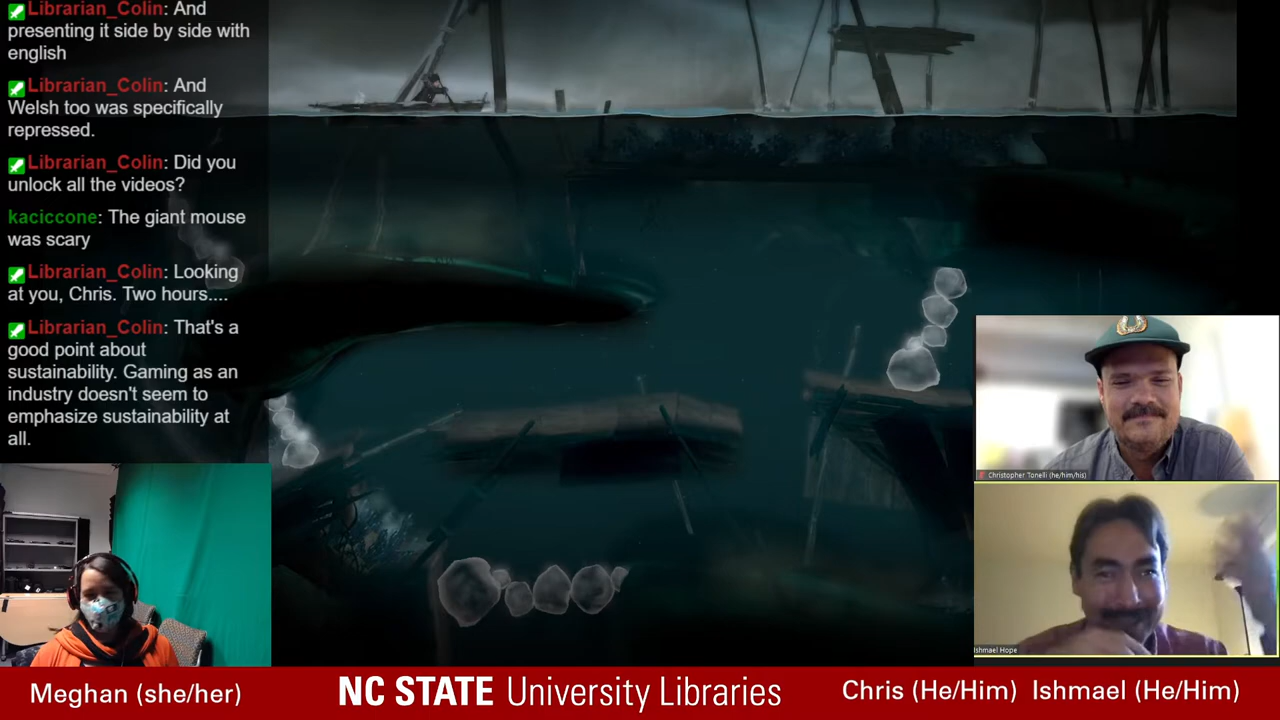 Librarian_Colin: And
presenting it side by side with
english
Librarian_Colin: And
Welsh too was specifically
repressed.
Librarian_Colin: Did you
unlock all the videos?
kaciccone: The giant mouse
was scary
Librarian_Colin: Looking
at you, Chris. Two hours....
Librarian_Colin: That's a
good point about
sustainability. Gaming as an
industry doesn't seem to
emphasize sustainability at
all.
Christopher Tonelli (he/him/his)
Ishmael Hope
Meghan (she/her)
NC STATE University Libraries
Chris (He/Him) Ishmael (He/Him)